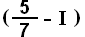 ( 5/7 - I )